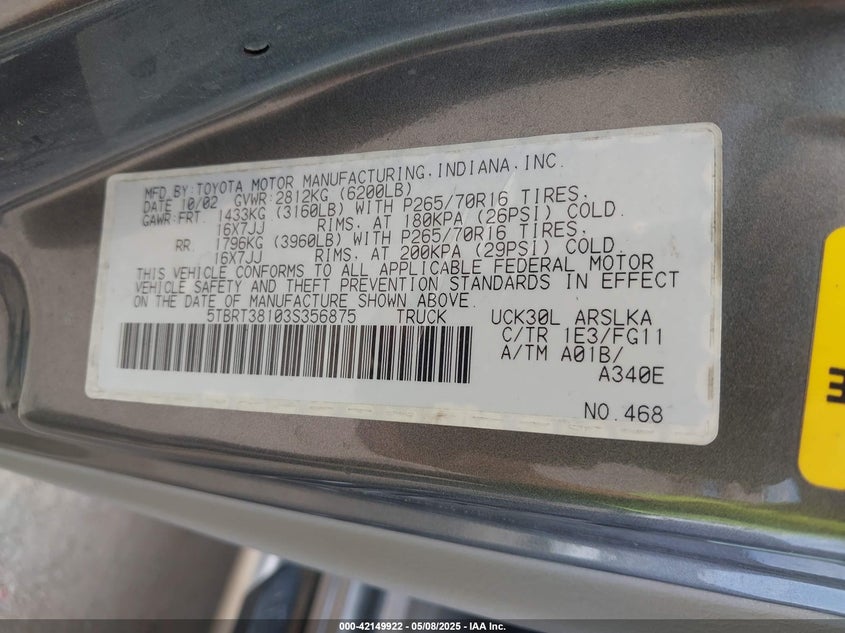 MFD.BY:TOYOTA MOTOR MANUFACTURING,INDIANA,INC.
DATE 10/02 GVWR:2812KG (6200LB)
GAWR:FRT 1433KG (3160LB) WITH P265/70R16 TIRES,
16X7JJ RIMS, AT 180KPA (26PSI) COLD.
RR. 1796KG (3960LB) WITH P265/70R16 TIRES,
16X7JJ RIMS, AT 200KPA (29PSI) COLD.
THIS VEHICLE CONFORMS TO ALL APPLICABLE FEDERAL MOTOR
VEHICLE SAFETY AND THEFT PREVENTION STANDARDS IN EFFECT
ON THE DATE OF MANUFACTURE SHOWN ABOVE.
5TBRT38103S356875 TRUCK UCK30L ARSLKA
C/TR 1E3/FG11
A/TM A01B/
A340E
NO.468
000-42149922 - 05/08/2025 - IAA Inc.